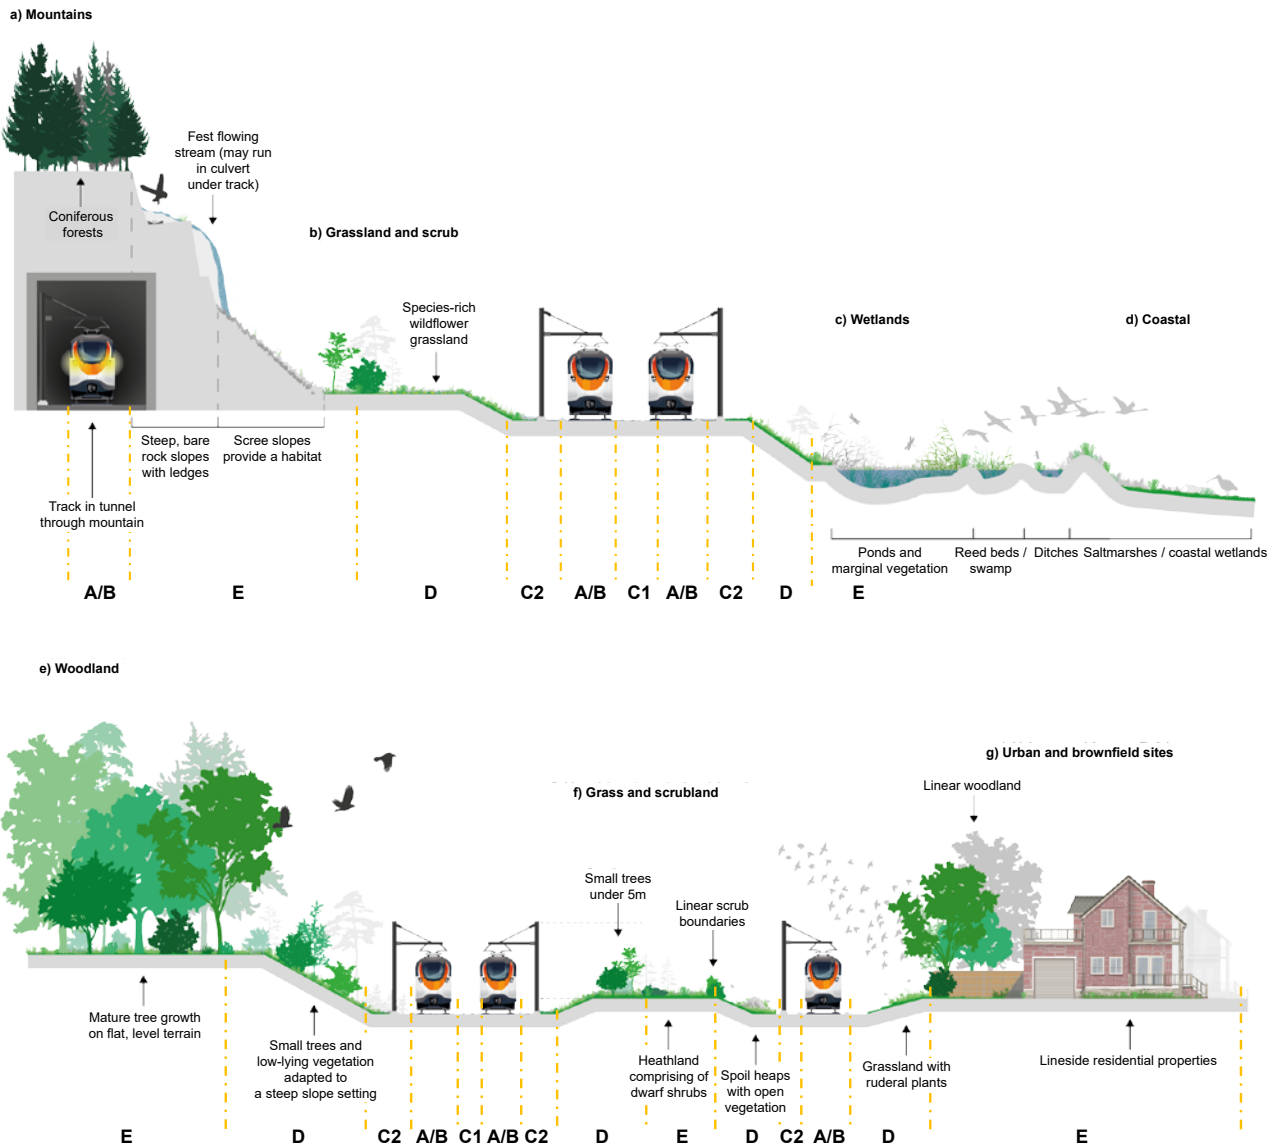 a) Mountains
Fest flowing
stream (may run
in culvert
under track)
Coniferous
forests
b) Grassland and scrub
Species-rich
wildflower
grassland
c) Wetlands
d) Coastal
Steep, bare
rock slopes
with ledges
Scree slopes
provide a habitat
Track in tunnel
through mountain
Ponds and
marginal vegetation
Reed beds /
swamp
Ditches
Saltmarshes / coastal wetlands
A/B E D C2 A/B C1 A/B C2 D E
e) Woodland
g) Urban and brownfield sites
Linear woodland
f) Grass and scrubland
Small trees
under 5m
Linear scrub
boundaries
Mature tree growth
on flat, level terrain
Small trees and
low-lying vegetation
adapted to
a steep slope setting
Heathland
comprising of
dwarf shrubs
Spoil heaps
with open
vegetation
Grassland with
ruderal plants
Lineside residential properties
E D C2 A/B C1 A/B C2 D E D C2 A/B D E